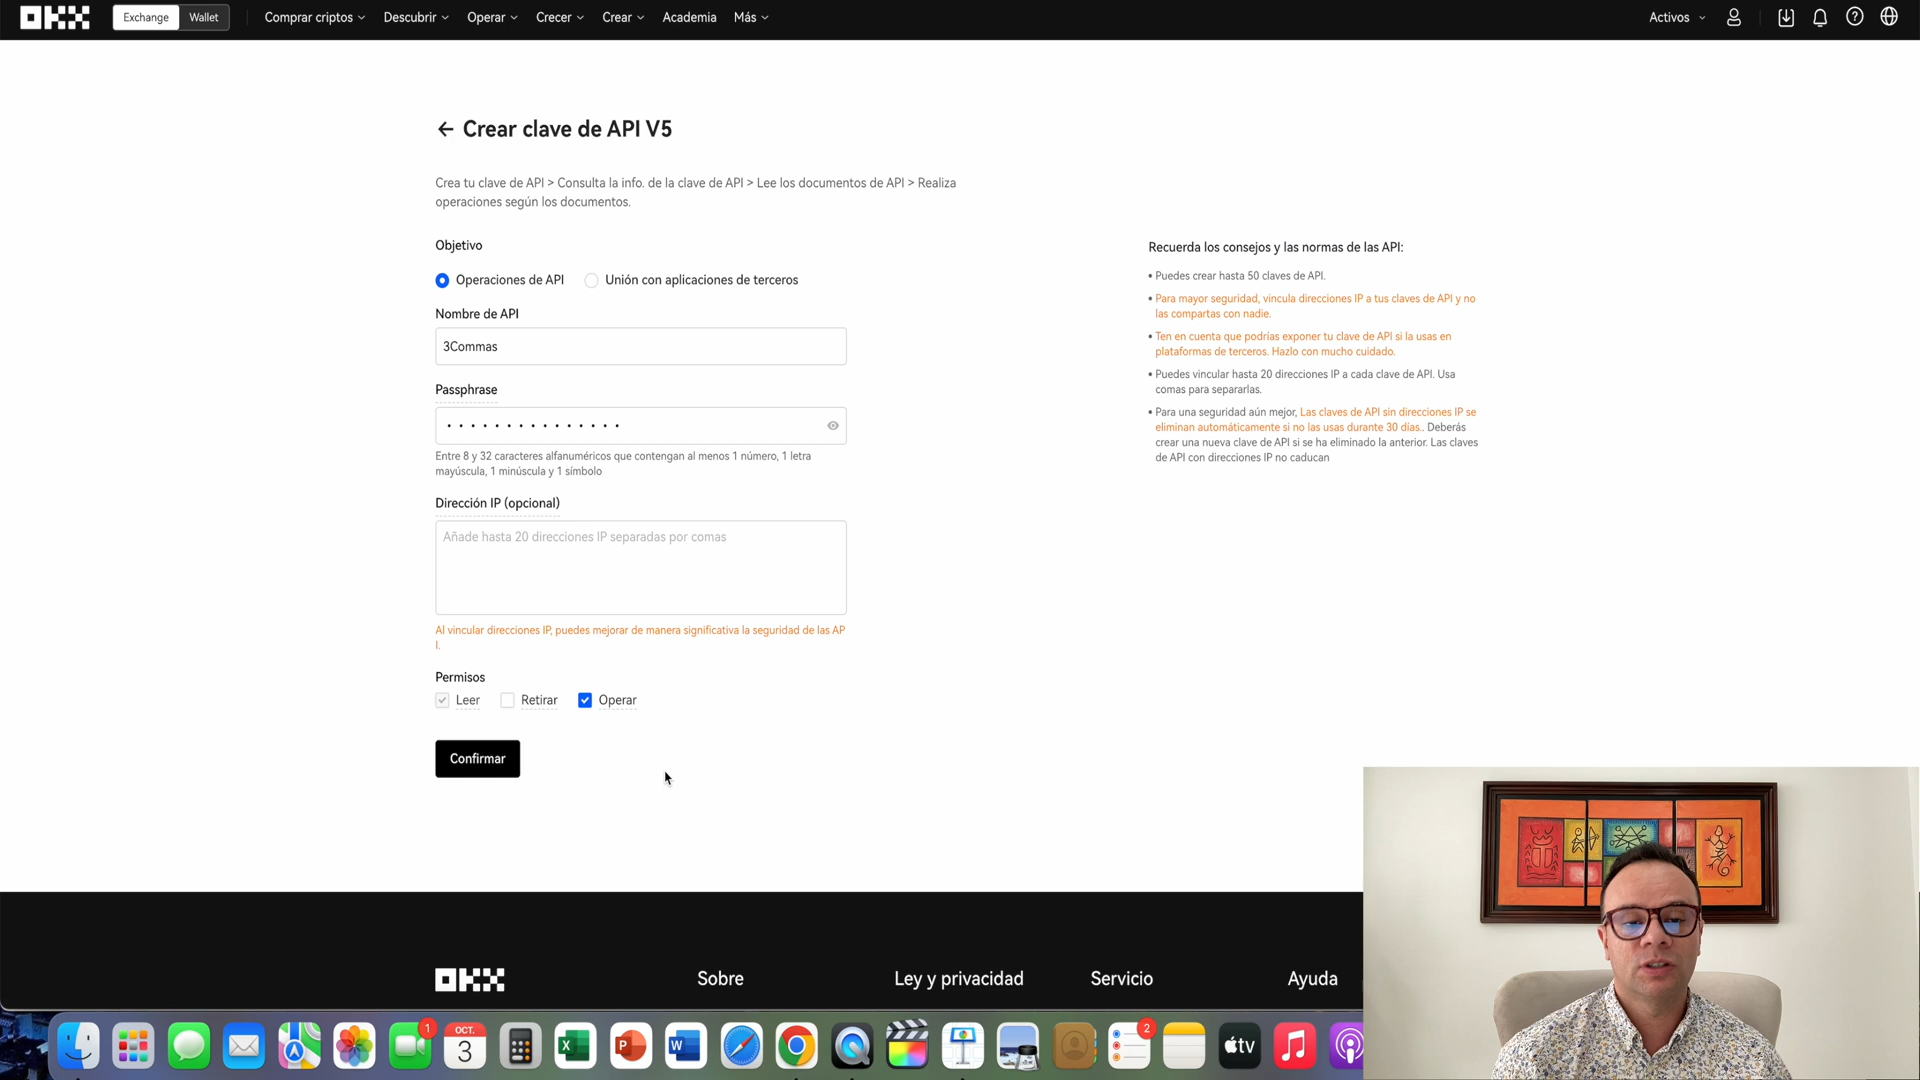 OKX
Exchange
Wallet
Comprar criptos
Descubrir
Operar
Crecer
Crear
Academia
Más
Activos
Crear clave de API V5
Crea tu clave de API > Consulta la info. de la clave de API > Lee los documentos de API > Realiza
operaciones según los documentos.
Objetivo
Operaciones de API
Unión con aplicaciones de terceros
Nombre de API
3Commas
Passphrase
Entre 8 y 32 caracteres alfanuméricos que contengan al menos 1 número, 1 letra
mayúscula, 1 minúscula y 1 símbolo
Dirección IP (opcional)
Añade hasta 20 direcciones IP separadas por comas
Al vincular direcciones IP, puedes mejorar de manera significativa la seguridad de las AP
I.
Permisos
Leer
Retirar
Operar
Confirmar
Recuerda los consejos y las normas de las API:
• Puedes crear hasta 50 claves de API.
• Para mayor seguridad, vincula direcciones IP a tus claves de API y no
las compartas con nadie.
• Ten en cuenta que podrías exponer tu clave de API si la usas en
plataformas de terceros. Hazlo con mucho cuidado.
• Puedes vincular hasta 20 direcciones IP a cada clave de API. Usa
comas para separarlas.
• Para una seguridad aún mejor, Las claves de API sin direcciones IP se
eliminan automáticamente si no las usas durante 30 días.. Deberás
crear una nueva clave de API si se ha eliminado la anterior. Las claves
de API con direcciones IP no caducan
OKX
Sobre
Ley y privacidad
Servicio
Ayuda
1
OCT.
3
X
P
W
2
tv